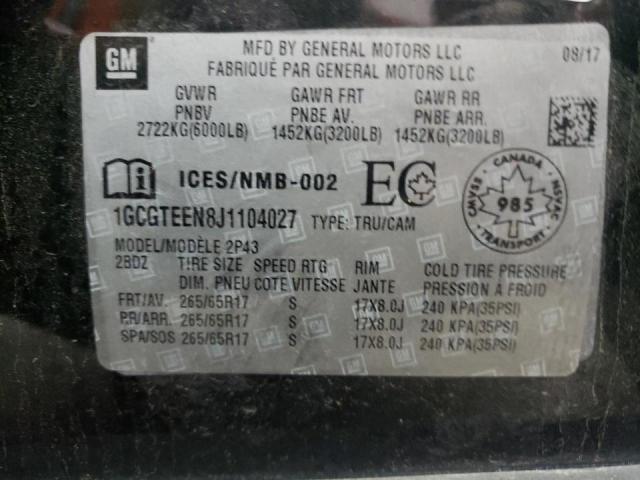 GM
MFD BY GENERAL MOTORS LLC
08/17
FABRIQUÉ PAR GENERAL MOTORS LLC
GVWR GAWR FRT GAWR RR
PNBV PNBE AV. PNBE ARR.
2722KG(6000LB) 1452KG(3200LB) 1452KG(3200LB)
ICES/NMB-002 EC
CANADA CMVSS NSVAC 985 TRANSPORT
1GCGTEEN8J1104027 TYPE: TRU/CAM
MODEL/MODÈLE 2P43
2BDZ TIRE SIZE SPEED RTG RIM COLD TIRE PRESSURE
DIM. PNEU COTE VITESSE JANTE PRESSION A FROID
FRT/AV. 265/65R17 S 17X8.0J 240 KPA(35PSI)
RR/ARR. 265/65R17 S 17X8.0J 240 KPA(35PSI)
SPA/SOS 265/65R17 S 17X8.0J 240 KPA(35PSI)